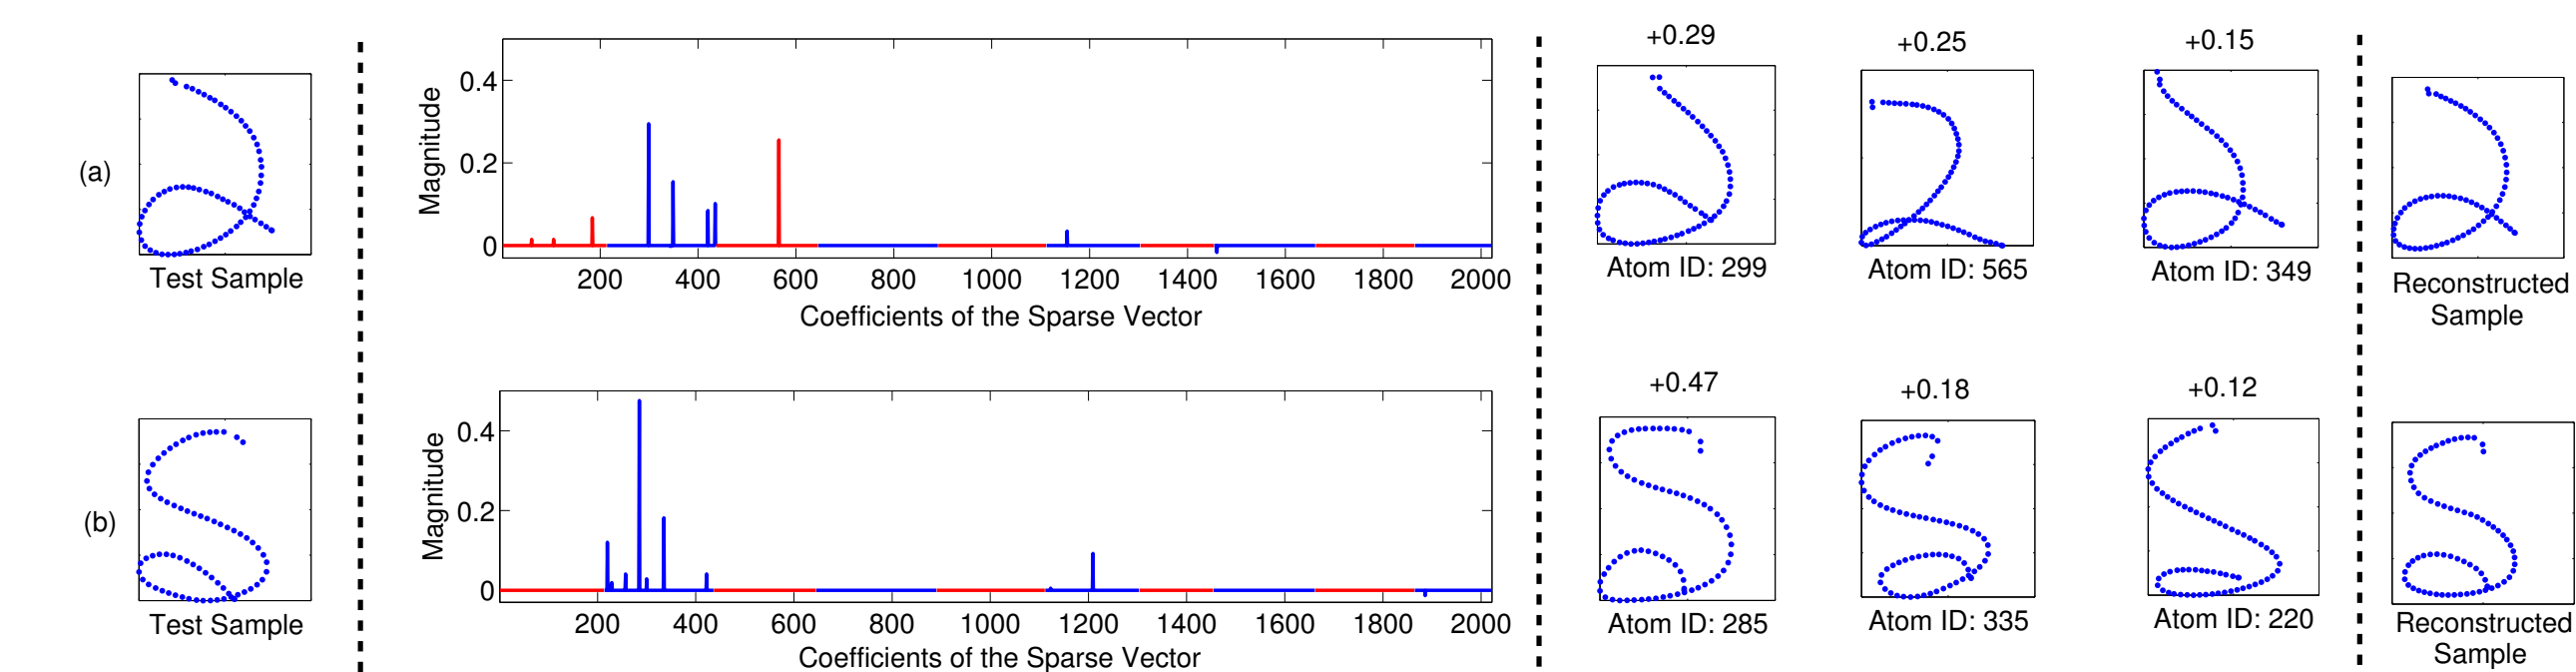 +0.29 +0.25 +0.15
0.4
0.2
0
Magnitude
(a)
Test Sample
200 400 600 800 1000 1200 1400 1600 1800 2000
Coefficients of the Sparse Vector
Atom ID: 299 Atom ID: 565 Atom ID: 349
Reconstructed
Sample
+0.47 +0.18 +0.12
0.4
0.2
0
Magnitude
(b)
Test Sample
200 400 600 800 1000 1200 1400 1600 1800 2000
Coefficients of the Sparse Vector
Atom ID: 285 Atom ID: 335 Atom ID: 220
Reconstructed
Sample